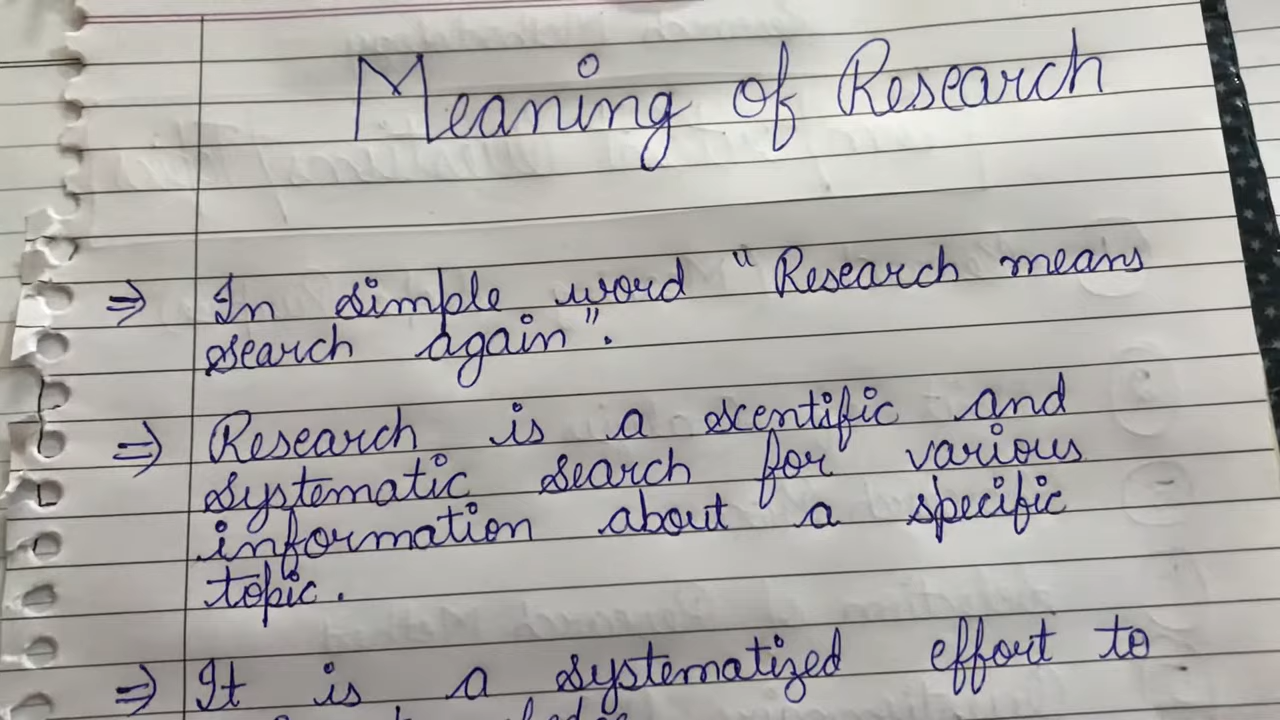 Meaning of Research
⇒ In simple word "Research means
search again".
⇒ Research is a scentific and
systematic search for various
information about a specific
topic.
⇒ It is a systematized effort to